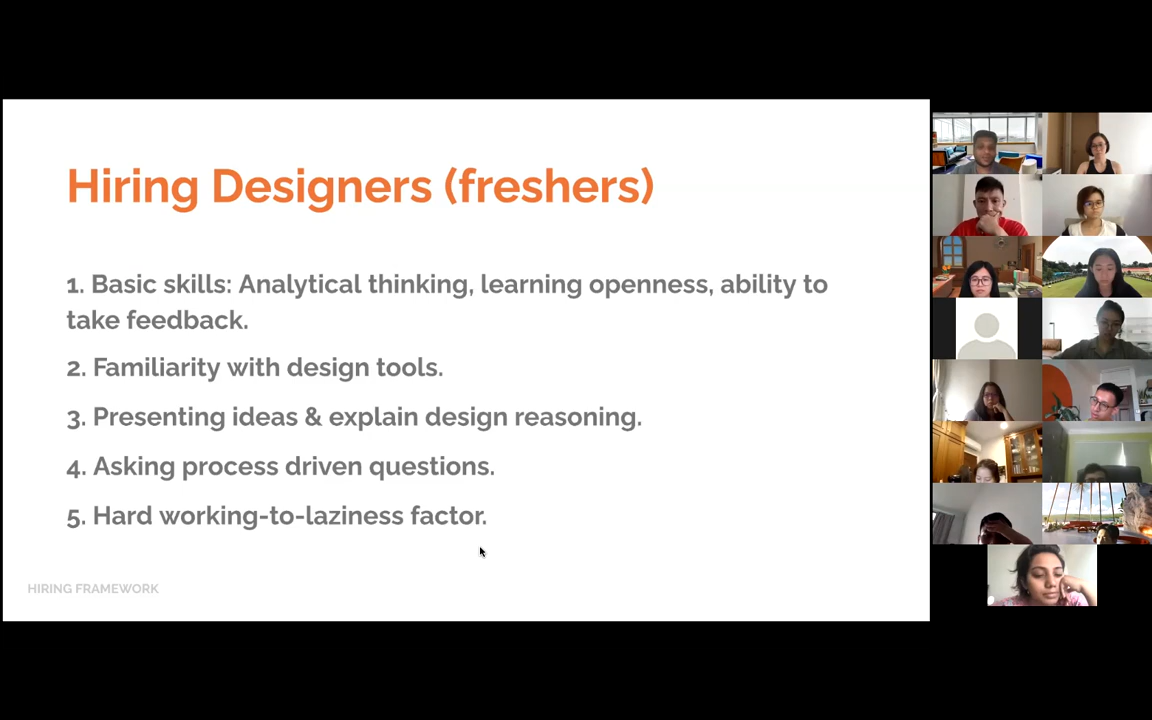 Hiring Designers (freshers)
1. Basic skills: Analytical thinking, learning openness, ability to
take feedback.
2. Familiarity with design tools.
3. Presenting ideas & explain design reasoning.
4. Asking process driven questions.
5. Hard working-to-laziness factor.
HIRING FRAMEWORK